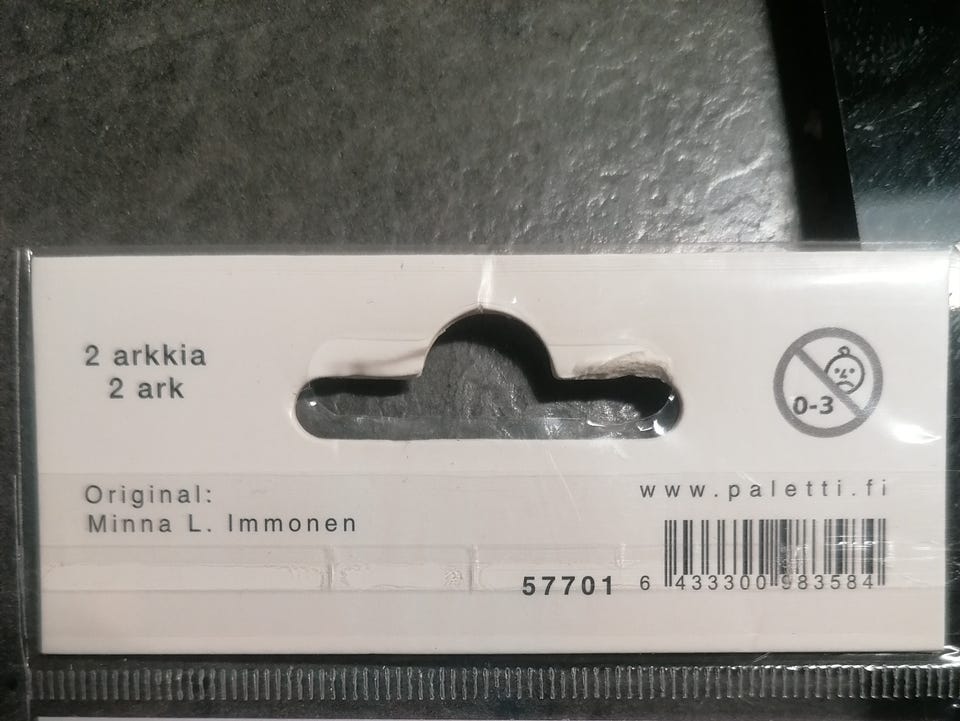 2 arkkia
2 ark
0-3
Original:
Minna L. Immonen
www.paletti.fi
57701
6 433300 983584